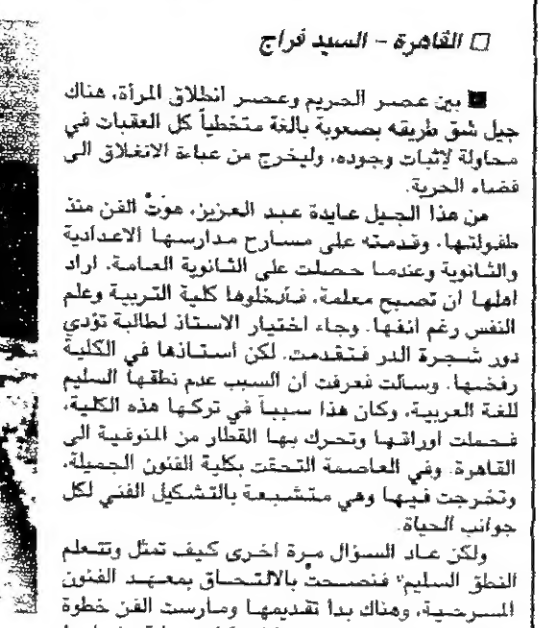 □ القاهرة - السيد فراج
■ بين عصر الحريم وعصر انطلاق المرأة، هناك
جيل شق طريقه بصعوبة بالغة متخطياً كل العقبات في
محاولة لإثبات وجوده، وليخرج من عباءة الانغلاق الى
فضاء الحرية.
من هذا الجيل عايدة عبد العزيز، هوتْ الفن منذ
طفولتها، وقدمته على مسارح مدارسها الاعدادية
والثانوية وعندما حصلت على الثانوية العامة، اراد
اهلها ان تصبح معلمة، فأدخلوها كلية التربية وعلم
النفس رغم انفها. وجاء اختيار الاستاذ لطالبة تؤدي
دور شجرة الدر فتقدمت، لكن استاذها في الكلية
رفضها. وسألت فعرفت ان السبب عدم نطقها السليم
للغة العربية، وكان هذا سبباً في تركها هذه الكلية،
فحملت اوراقها وتحرك بها القطار من المنوفية الى
القاهرة. وفي العاصمة التحقت بكلية الفنون الجميلة،
وتخرجت فيها وهي متشبعة بالتشكيل الفني لكل
جوانب الحياة.
ولكن عاد السؤال مرة اخرى كيف تمثل وتتعلم
النطق السليم؟ فنصحتْ بالالتحاق بمعهد الفنون
المسرحية، وهناك بدأ تقديمها ومارست الفن خطوة